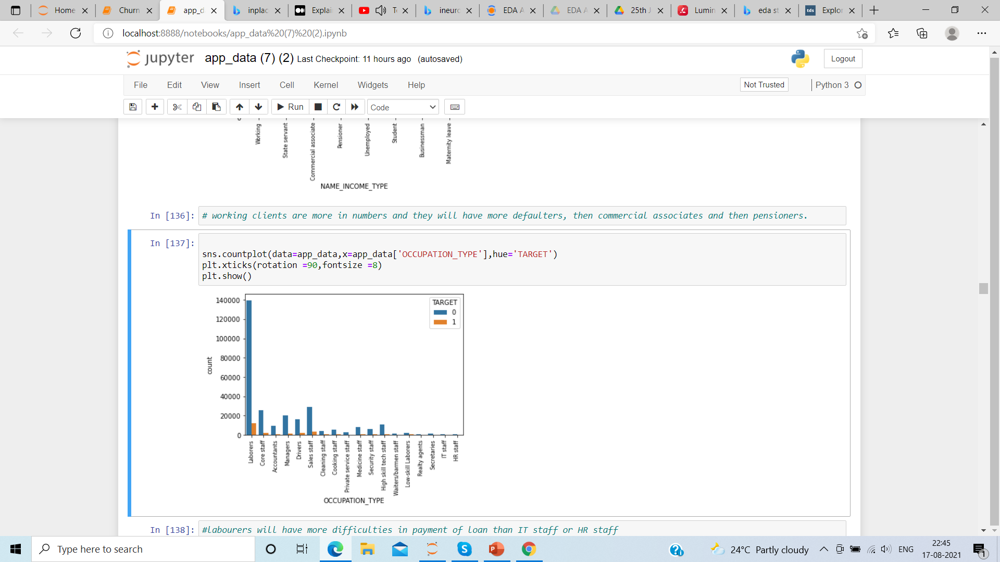 Home
Churn
app_d
inplac
Explai
T
ineuro
EDA A
EDA A
25th J
Lumin
eda st
tds
Explor
localhost:8888/notebooks/app_data%20(7)%20(2).ipynb
jupyter app_data (7) (2) Last Checkpoint: 11 hours ago (autosaved)
Logout
File Edit View Insert Cell Kernel Widgets Help
Not Trusted
Python 3
Run
Code
0
Working
State servant
Commercial associate
Pensioner
Unemployed
Student
Businessman
Maternity leave
NAME_INCOME_TYPE
In [136]: # working clients are more in numbers and they will have more defaulters, then commercial associates and then pensioners.
In [137]:
sns.countplot(data=app_data,x=app_data['OCCUPATION_TYPE'],hue='TARGET')
plt.xticks(rotation =90,fontsize =8)
plt.show()
TARGET
0
1
140000
120000
100000
80000
60000
40000
20000
0
count
Laborers
Core staff
Accountants
Managers
Drivers
Sales staff
Cleaning staff
Cooking staff
Private service staff
Medicine staff
Security staff
High skill tech staff
Waiters/barmen staff
Low-skill Laborers
Realty agents
Secretaries
IT staff
HR staff
OCCUPATION_TYPE
In [138]: #labourers will have more difficulties in payment of loan than IT staff or HR staff
Type here to search
24°C Partly cloudy
ENG
22:45
17-08-2021
1